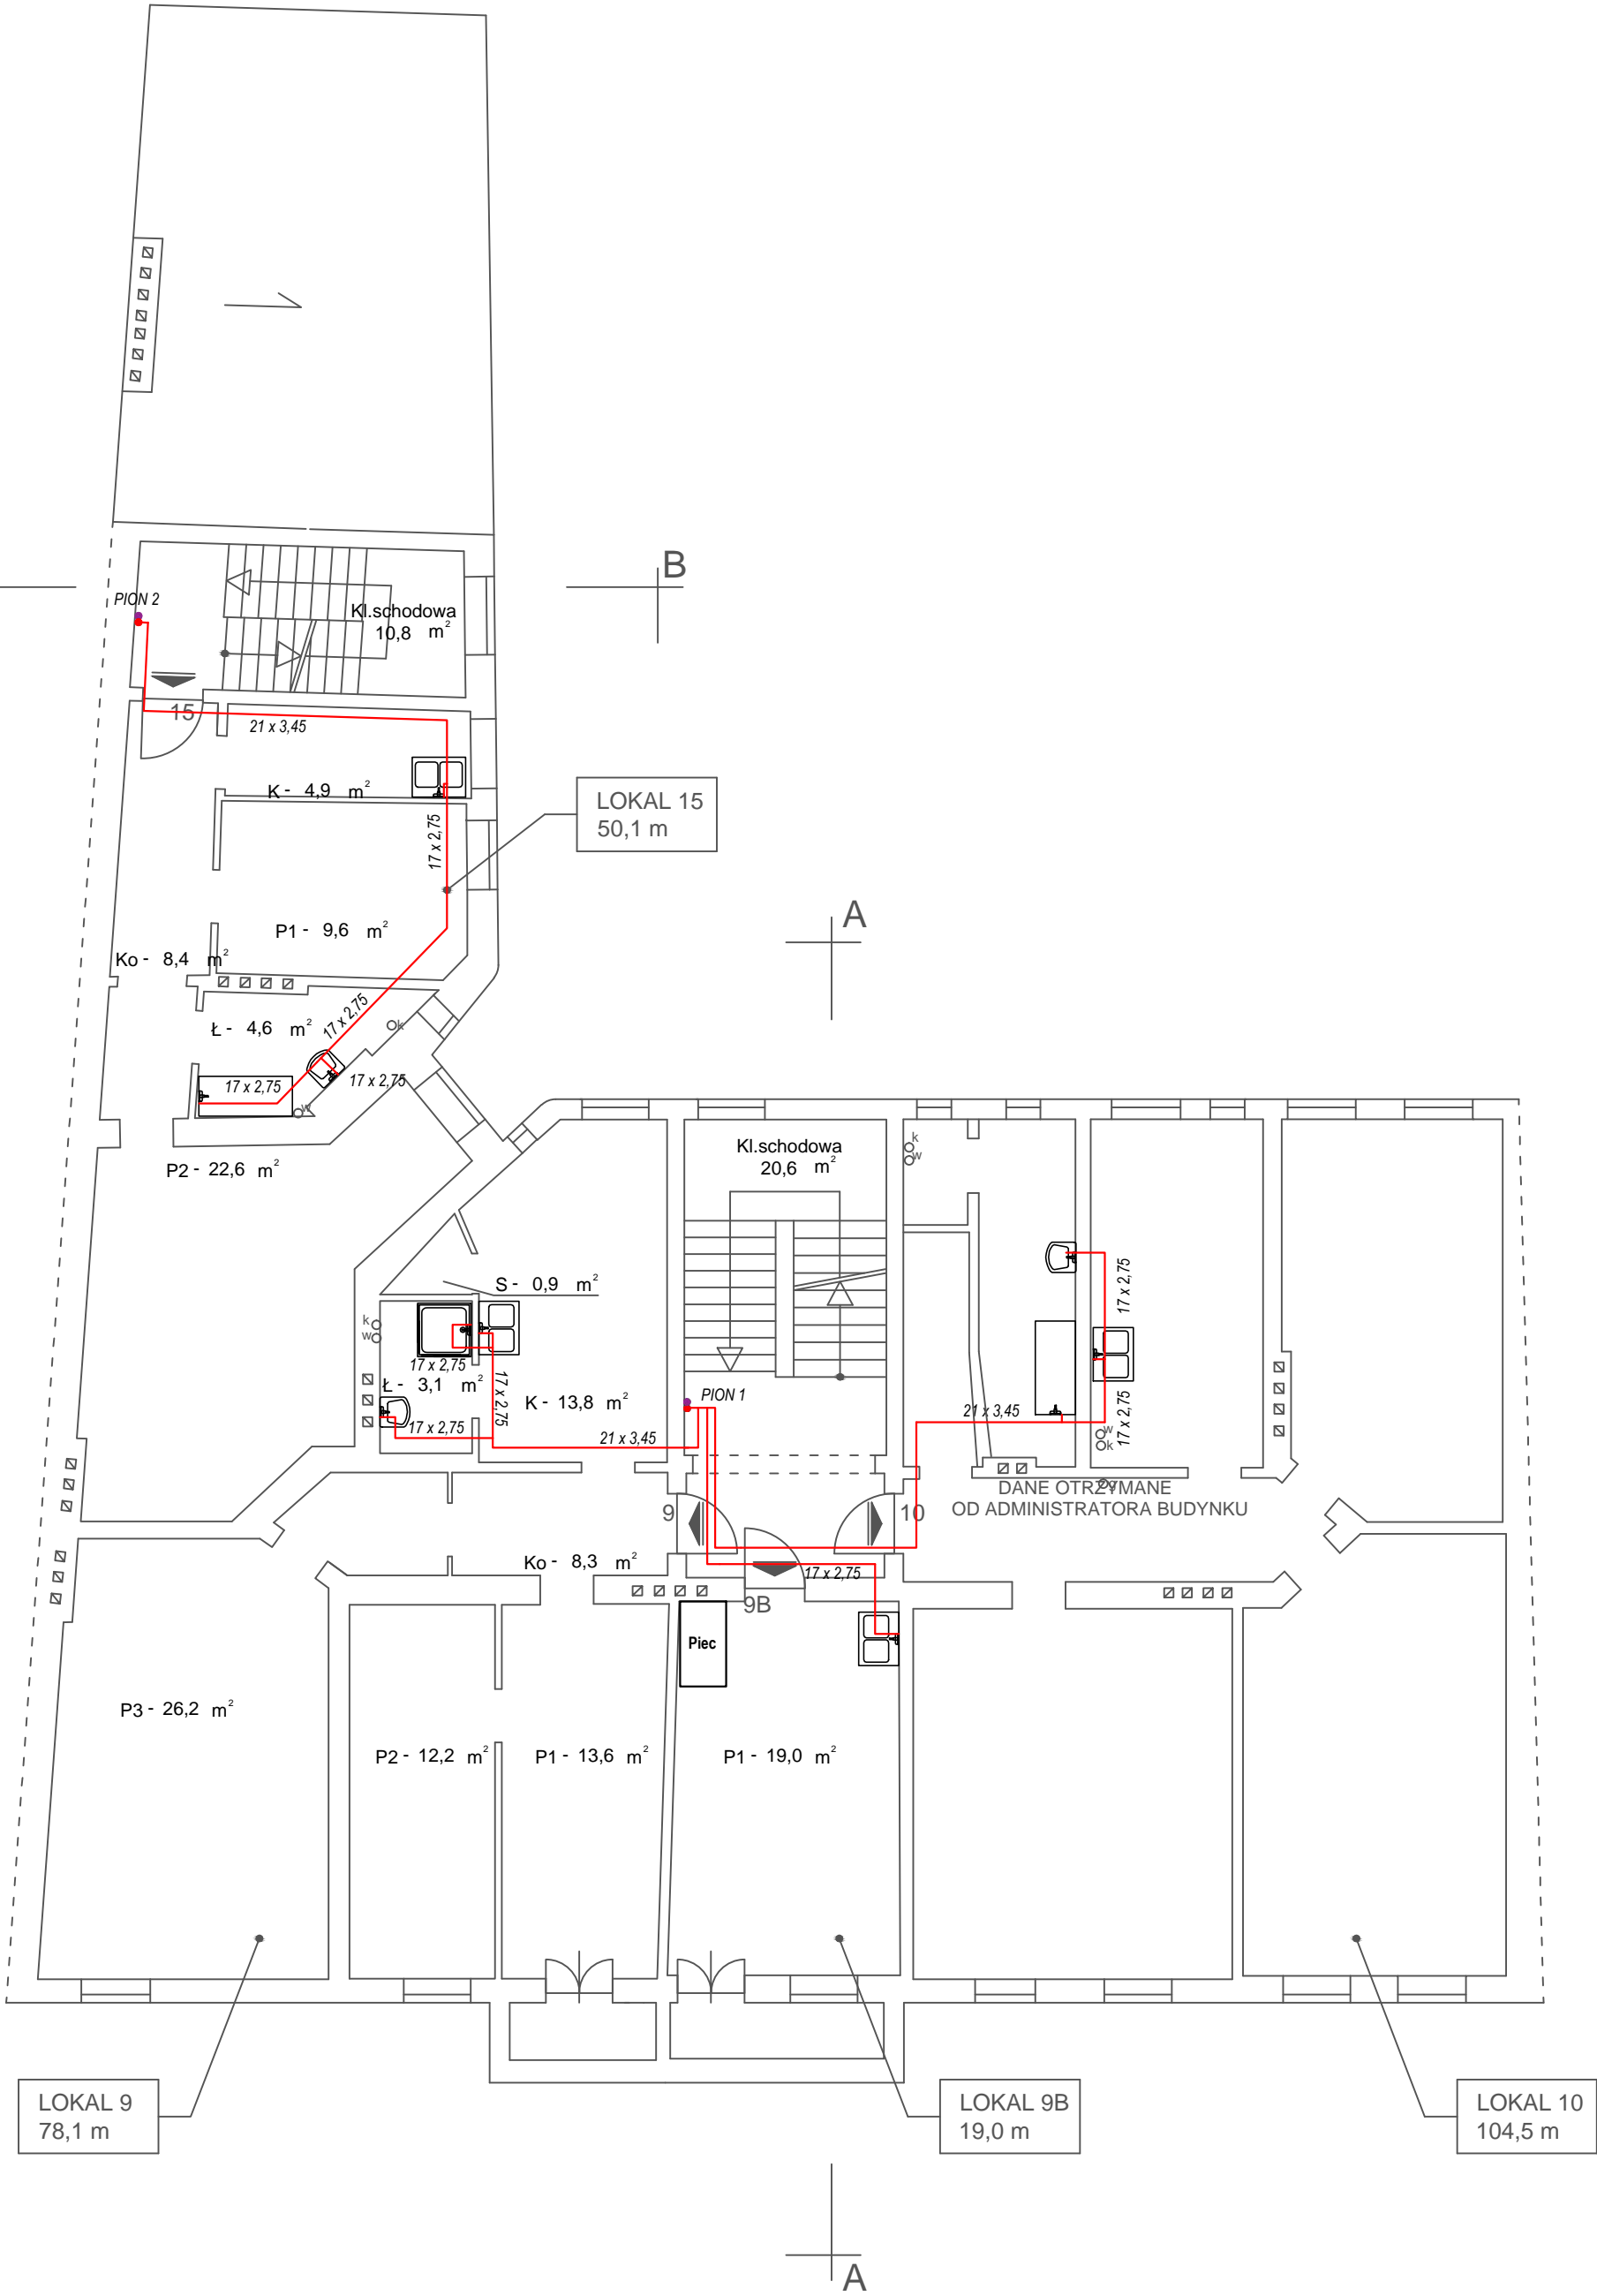 B
PION 2
Kl.schodowa
10,8 m²
15
21 x 3,45
K - 4,9 m²
LOKAL 15
50,1 m
17 x 2,75
A
P1 - 9,6 m²
Ko - 8,4 m²
17 x 2,75
Ł - 4,6 m²
k
17 x 2,75
17 x 2,75
w
P2 - 22,6 m²
Kl.schodowa
20,6 m²
k
w
S - 0,9 m²
17 x 2,75
k
w
17 x 2,75
Ł - 3,1 m²
17 x 2,75
K - 13,8 m²
PION 1
17 x 2,75
17 x 2,75
21 x 3,45
21 x 3,45
w
k
g
DANE OTRZYMANE
OD ADMINISTRATORA BUDYNKU
9
10
Ko - 8,3 m²
17 x 2,75
9B
Piec
P3 - 26,2 m²
P2 - 12,2 m²
P1 - 13,6 m²
P1 - 19,0 m²
LOKAL 9
78,1 m
LOKAL 9B
19,0 m
LOKAL 10
104,5 m
A